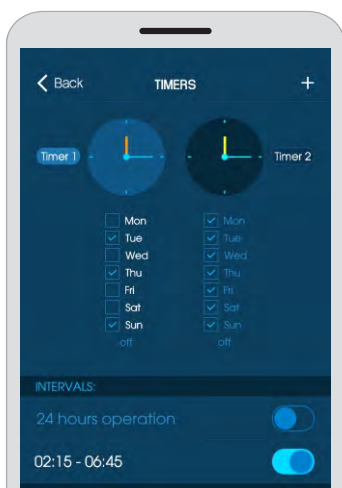 Back TIMERS +
Timer 1 Timer 2
Mon Mon
Tue Tue
Wed Wed
Thu Thu
Fri Fri
Sat Sat
Sun Sun
off off
INTERVALS:
24 hours operation
02:15 - 06:45